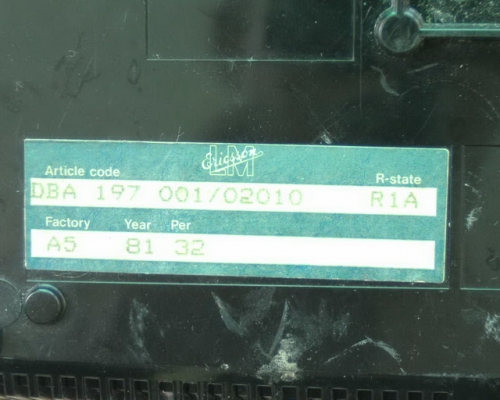 LM Ericsson
Article code R-state
DBA 197 001/02010 R1A
Factory Year Per
A5 81 32